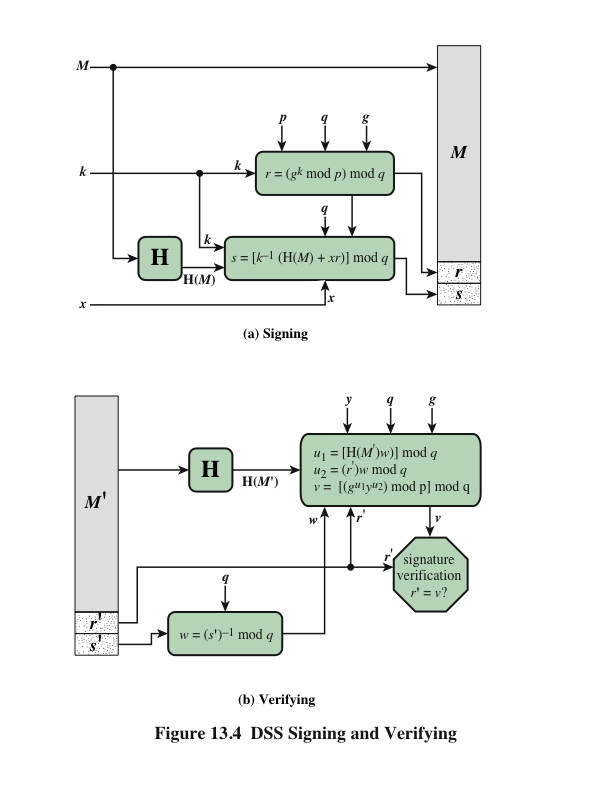 M
p q g
k
k
r = (g^k mod p) mod q
M
q
k
H
s = [k^–1 (H(M) + xr)] mod q
H(M)
r
x
x
s
(a) Signing
y q g
M'
H
H(M')
u₁ = [H(M')w)] mod q
u₂ = (r')w mod q
v = [(g^u₁y^u₂) mod p] mod q
w
r'
v
r'
signature
verification
r' = v?
q
r'
s'
w = (s')^–1 mod q
(b) Verifying
Figure 13.4 DSS Signing and Verifying